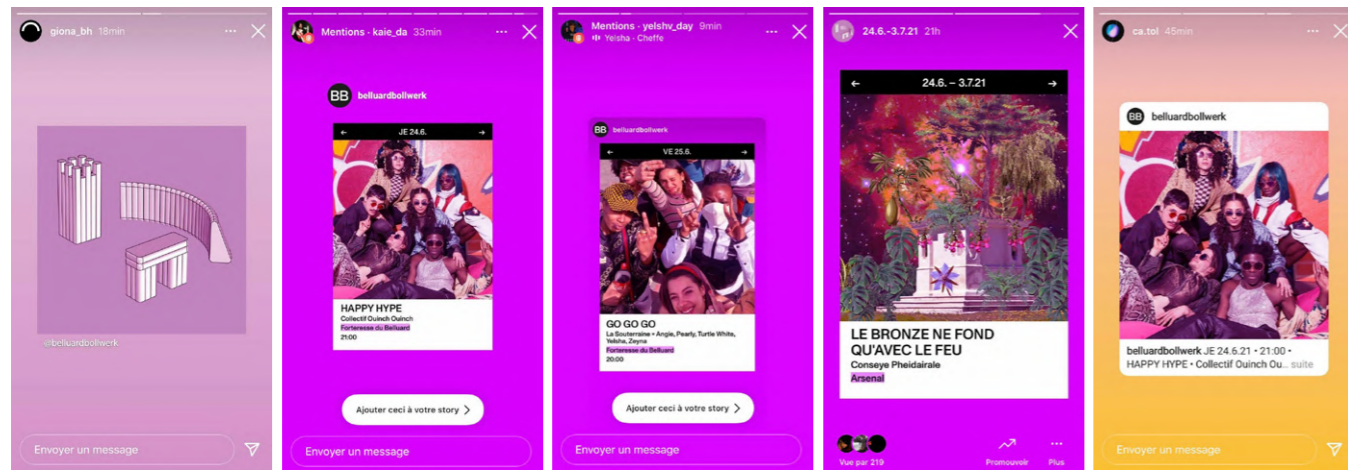 giona_bh 18min
@belluardbollwerk
Envoyer un message
Mentions · kaie_da 33min
BB belluardbollwerk
← JE 24.6. →
HAPPY HYPE
Collectif Ouinch Ouinch
Forteresse du Belluard
21:00
Ajouter ceci à votre story >
Envoyer un message
Mentions · yelshv_day 9min
Yelsha · Cheffe
BB belluardbollwerk
← VE 25.6. →
GO GO GO
La Souterraine • Angie, Pearly, Turtle White,
Yelsha, Zeyna
Forteresse du Belluard
20:00
Ajouter ceci à votre story >
Envoyer un message
24.6.–3.7.21 21h
← 24.6. – 3.7.21 →
LE BRONZE NE FOND
QU'AVEC LE FEU
Conseye Pheidairale
Arsenal
Vue par 219
Promouvoir
Plus
ca.tol 45min
BB belluardbollwerk
belluardbollwerk JE 24.6.21 • 21:00 •
HAPPY HYPE • Collectif Ouinch Ou... suite
Envoyer un message